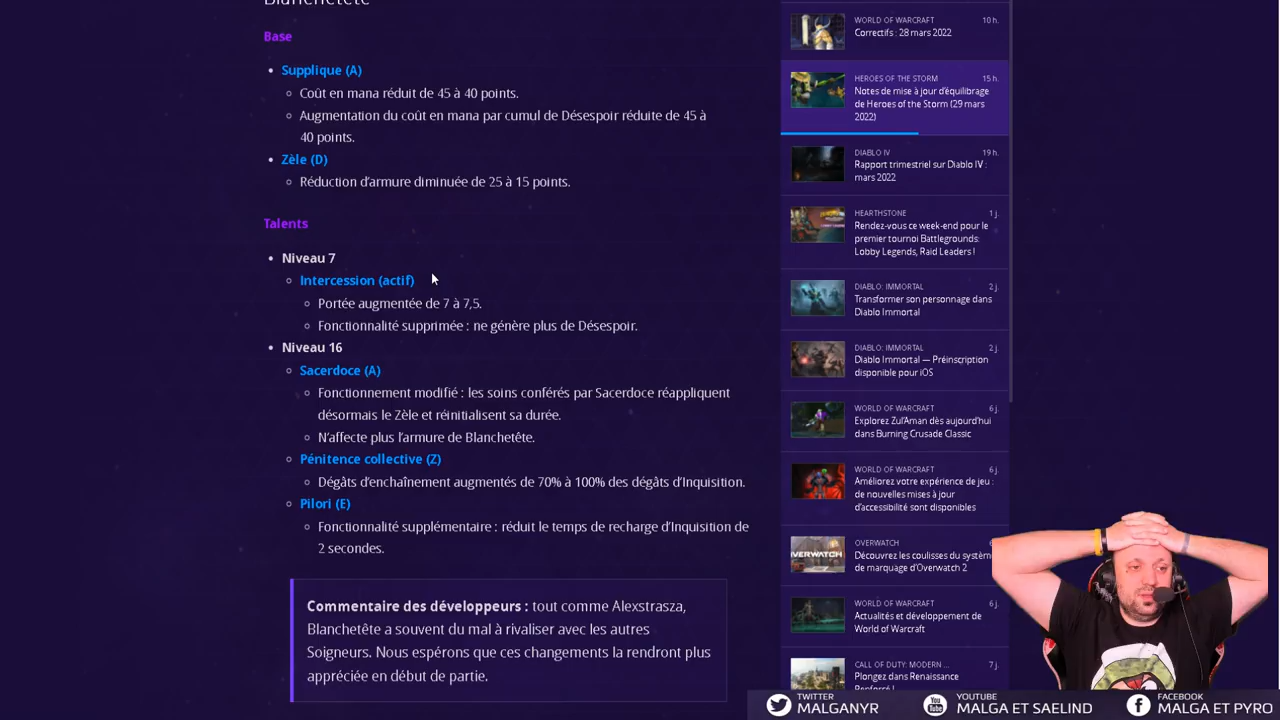 Blanchetête
Base
Supplique (A)
Coût en mana réduit de 45 à 40 points.
Augmentation du coût en mana par cumul de Désespoir réduite de 45 à
40 points.
Zèle (D)
Réduction d'armure diminuée de 25 à 15 points.
Talents
Niveau 7
Intercession (actif)
Portée augmentée de 7 à 7,5.
Fonctionnalité supprimée : ne génère plus de Désespoir.
Niveau 16
Sacerdoce (A)
Fonctionnement modifié : les soins conférés par Sacerdoce réappliquent
désormais le Zèle et réinitialisent sa durée.
N'affecte plus l'armure de Blanchetête.
Pénitence collective (Z)
Dégâts d'enchaînement augmentés de 70% à 100% des dégâts d'Inquisition.
Pilori (E)
Fonctionnalité supplémentaire : réduit le temps de recharge d'Inquisition de
2 secondes.
Commentaire des développeurs : tout comme Alexstrasza,
Blanchetête a souvent du mal à rivaliser avec les autres
Soigneurs. Nous espérons que ces changements la rendront plus
appréciée en début de partie.
WORLD OF WARCRAFT 10 h.
Correctifs : 28 mars 2022
HEROES OF THE STORM 15 h.
Notes de mise à jour d'équilibrage
de Heroes of the Storm (29 mars
2022)
DIABLO IV 19 h.
Rapport trimestriel sur Diablo IV :
mars 2022
HEARTHSTONE 1 j.
Rendez-vous ce week-end pour le
premier tournoi Battlegrounds:
Lobby Legends, Raid Leaders !
DIABLO: IMMORTAL 2 j.
Transformer son personnage dans
Diablo Immortal
DIABLO: IMMORTAL 2 j.
Diablo Immortal — Préinscription
disponible pour iOS
WORLD OF WARCRAFT 6 j.
Explorez Zul'Aman dès aujourd'hui
dans Burning Crusade Classic
WORLD OF WARCRAFT 6 j.
Améliorez votre expérience de jeu :
de nouvelles mises à jour
d'accessibilité sont disponibles
OVERWATCH
Découvrez les coulisses du système
de marquage d'Overwatch 2
WORLD OF WARCRAFT 6 j.
Actualités et développement de
World of Warcraft
CALL OF DUTY: MODERN ... 7 j.
Plongez dans Renaissance
TWITTER
MALGANYR
YOUTUBE
MALGA ET SAELIND
FACEBOOK
MALGA ET PYRO